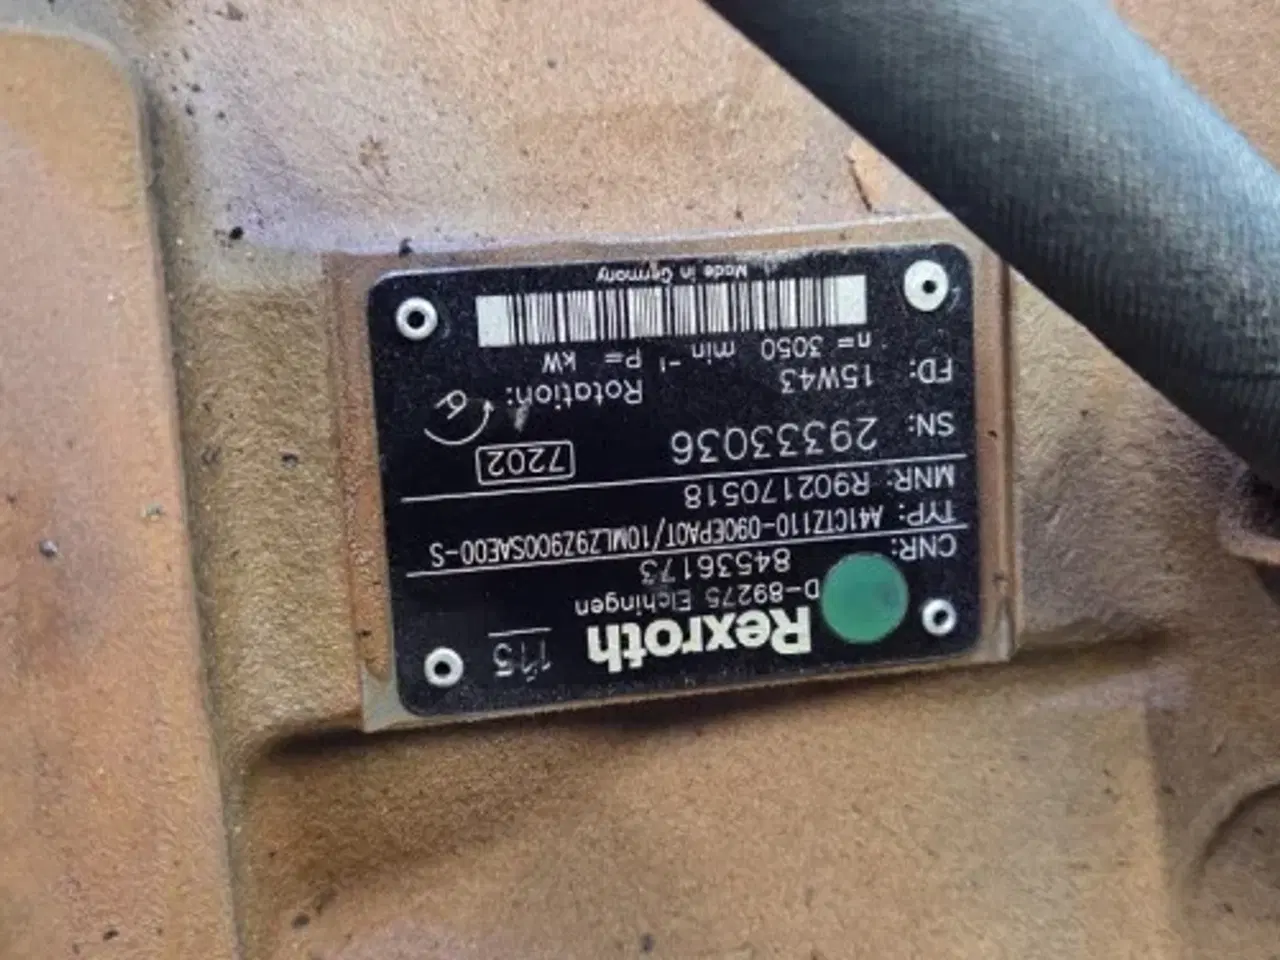 Rexroth
115
D-89275 Elchingen
CNR: 84536173
TYP: A41CTZ110-090EPA0T/10MLZ9Z900SAE00-S
MNR: R902170518
SN: 29333036
7202
FD: 15W43
Rotation:
n= 3050 min⁻¹ P= kW
Made in Germany